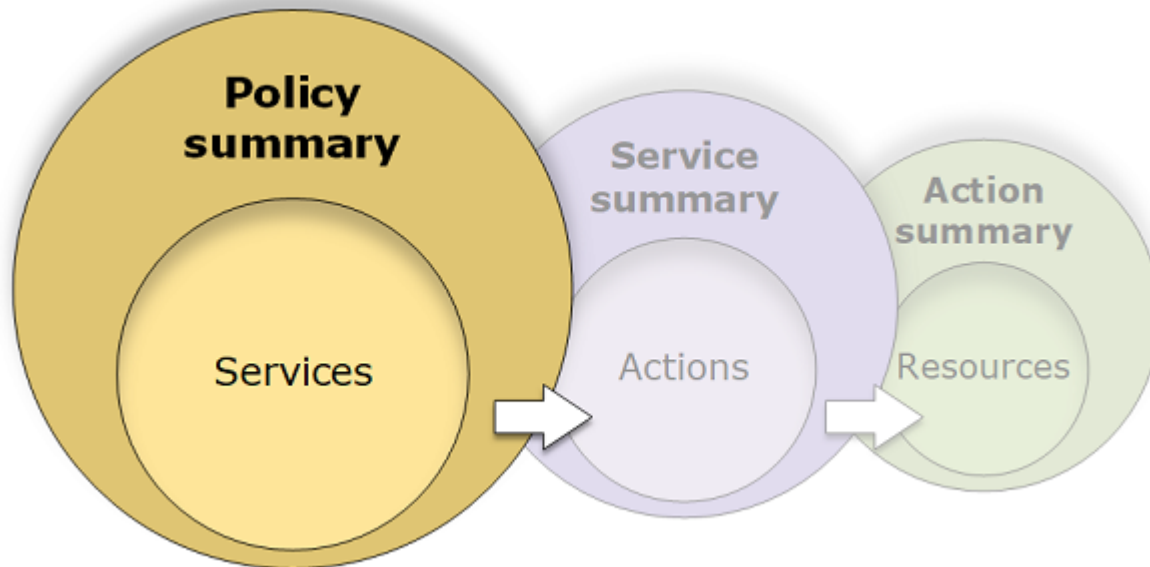 Policy
summary
Services
Service
summary
Actions
Action
summary
Resources